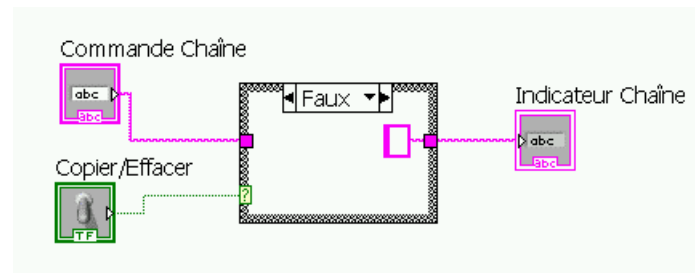 Commande Chaîne
abc
abc
Faux
Indicateur Chaîne
abc
abc
Copier/Effacer
?
TF